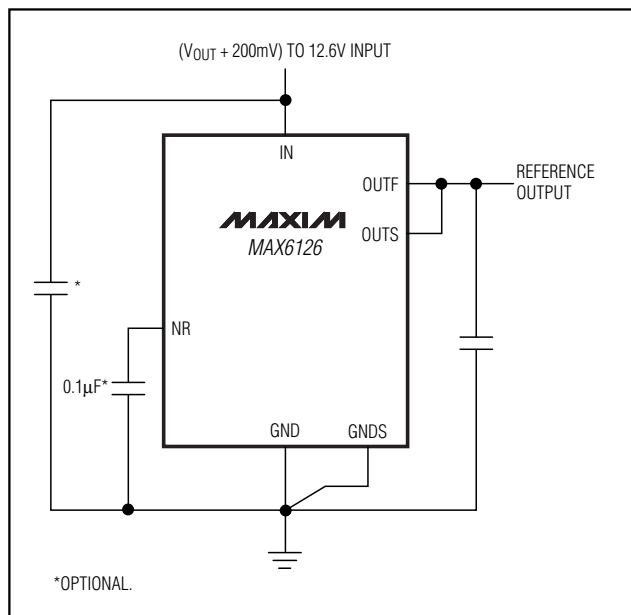 (VOUT + 200mV) TO 12.6V INPUT
IN
OUTF
REFERENCE
OUTPUT
MAXIM
OUTS
MAX6126
*
NR
0.1μF*
GND
GNDS
*OPTIONAL.